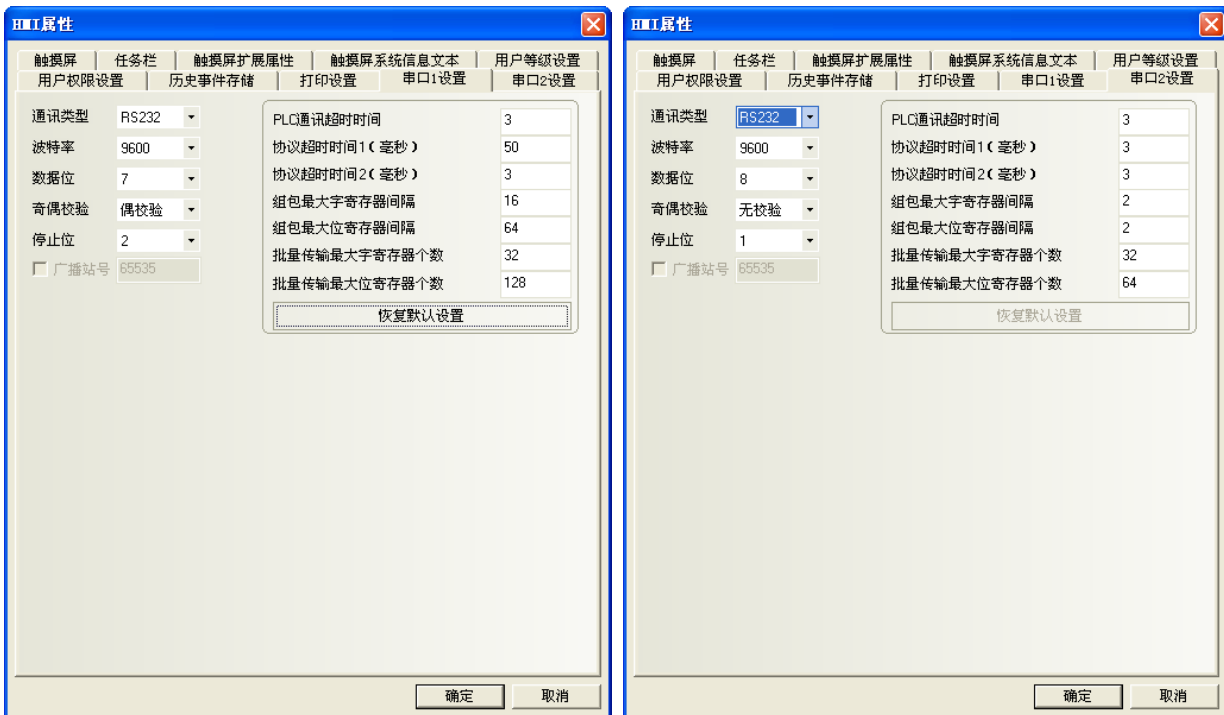 HMI属性
触摸屏 任务栏 触摸屏扩展属性 触摸屏系统信息文本 用户等级设置
用户权限设置 历史事件存储 打印设置 串口1设置 串口2设置
通讯类型 RS232
波特率 9600
数据位 7
奇偶校验 偶校验
停止位 2
广播站号 65535
PLC通讯超时时间 3
协议超时时间1(毫秒) 50
协议超时时间2(毫秒) 3
组包最大字寄存器间隔 16
组包最大位寄存器间隔 64
批量传输最大字寄存器个数 32
批量传输最大位寄存器个数 128
恢复默认设置
确定 取消
HMI属性
触摸屏 任务栏 触摸屏扩展属性 触摸屏系统信息文本 用户等级设置
用户权限设置 历史事件存储 打印设置 串口1设置 串口2设置
通讯类型 RS232
波特率 9600
数据位 8
奇偶校验 无校验
停止位 1
广播站号 65535
PLC通讯超时时间 3
协议超时时间1(毫秒) 3
协议超时时间2(毫秒) 3
组包最大字寄存器间隔 2
组包最大位寄存器间隔 2
批量传输最大字寄存器个数 32
批量传输最大位寄存器个数 64
恢复默认设置
确定 取消